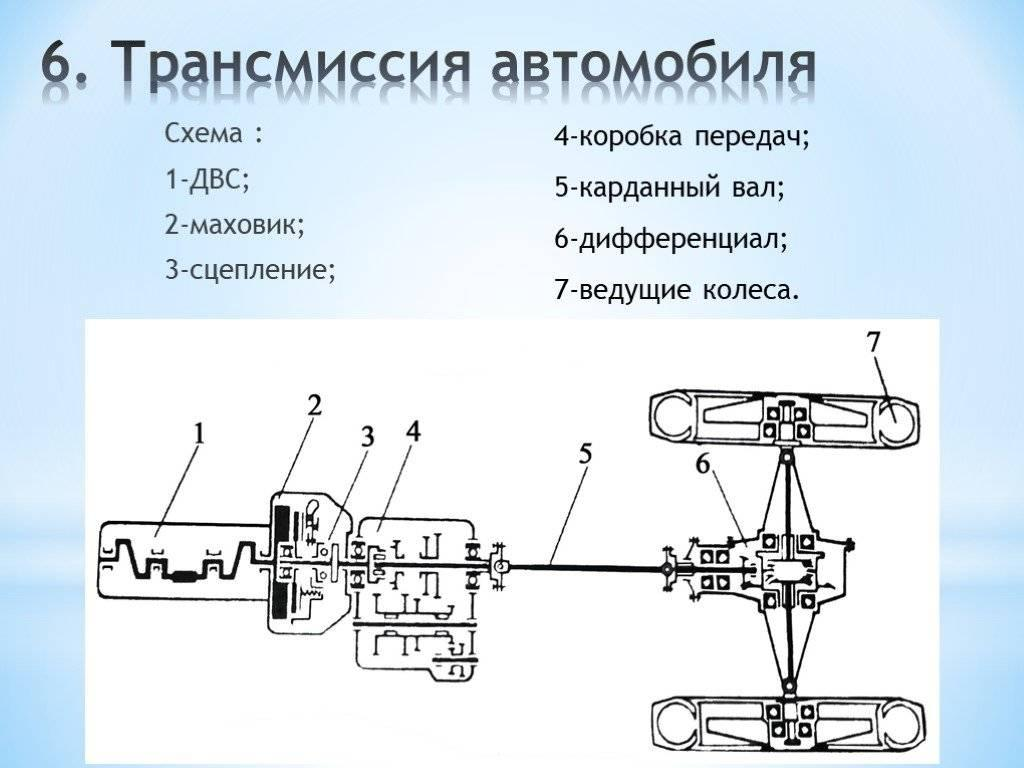 6. Трансмиссия автомобиля
Схема :
1-ДВС;
2-маховик;
3-сцепление;
4-коробка передач;
5-карданный вал;
6-дифференциал;
7-ведущие колеса.
7
2
1
3
4
5
6